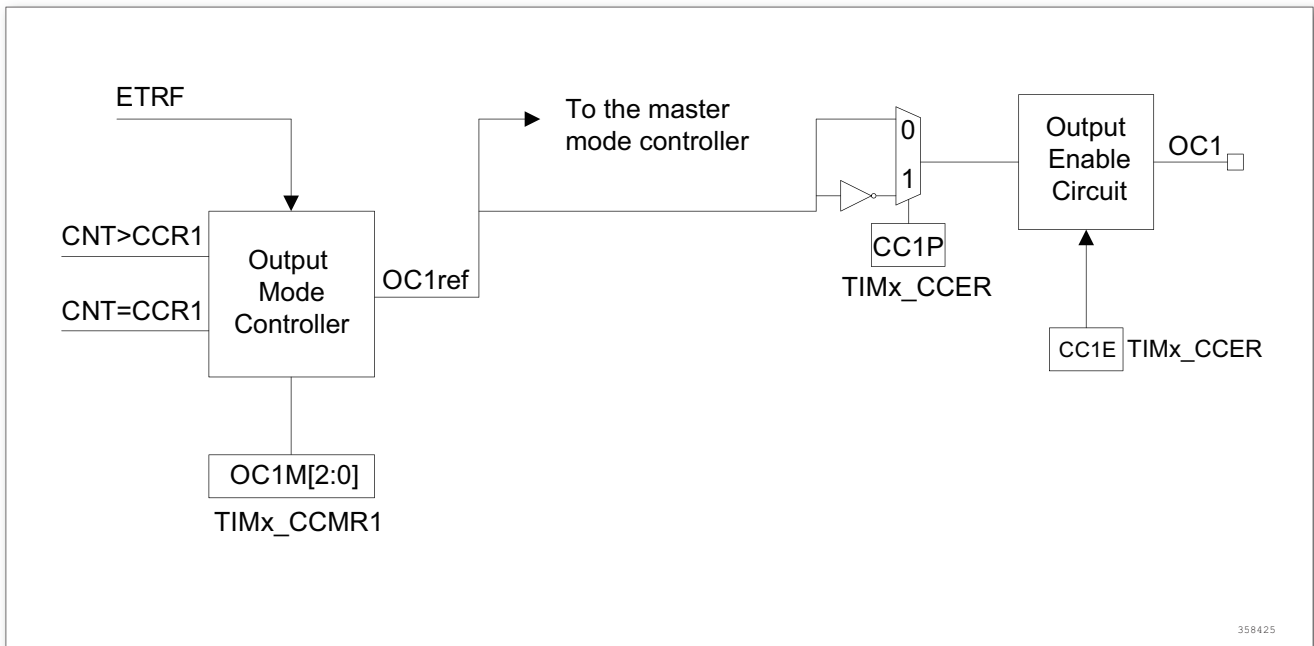 ETRF
To the master
mode controller
0
1
Output
Enable
Circuit
OC1
CNT>CCR1
CNT=CCR1
Output
Mode
Controller
OC1ref
CC1P
TIMx_CCER
CC1E
TIMx_CCER
OC1M[2:0]
TIMx_CCMR1
358425